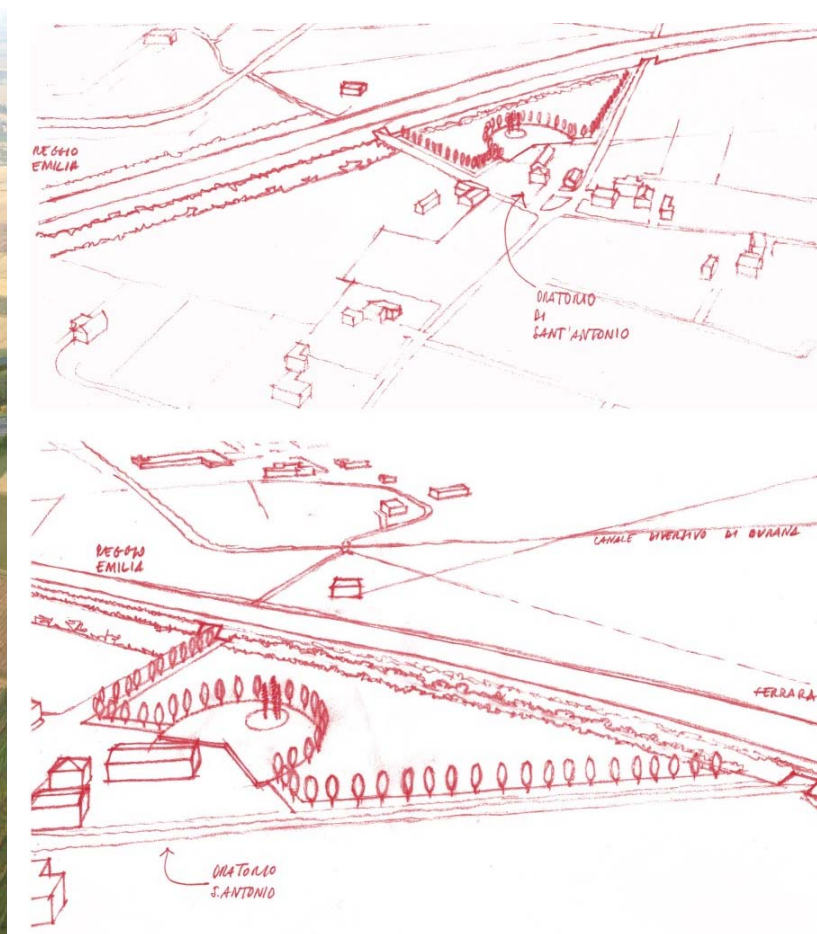 REGGIO
EMILIA
ORATORIO
DI
SANT'ANTONIO
REGGIO
EMILIA
CANALE DIVERSIVO DI BURANA
FERRARA
ORATORIO
S. ANTONIO